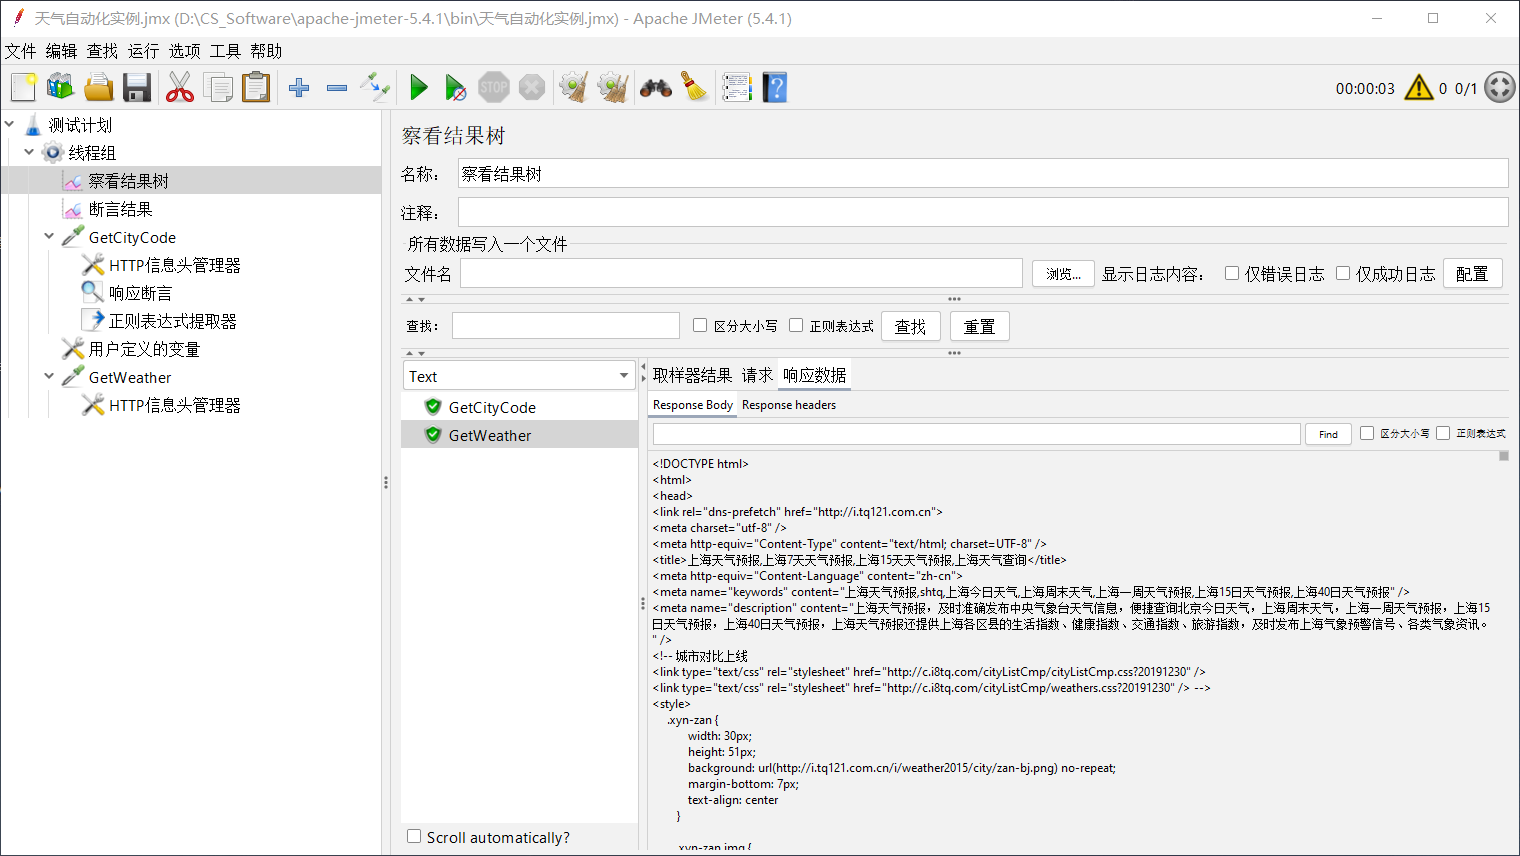 天气自动化实例.jmx (D:\CS_Software\apache-jmeter-5.4.1\bin\天气自动化实例.jmx) - Apache JMeter (5.4.1)
文件 编辑 查找 运行 选项 工具 帮助
STOP
00:00:03 0 0/1
测试计划
线程组
察看结果树
断言结果
GetCityCode
HTTP信息头管理器
响应断言
正则表达式提取器
用户定义的变量
GetWeather
HTTP信息头管理器
察看结果树
名称： 察看结果树
注释：
所有数据写入一个文件
文件名 浏览... 显示日志内容： 仅错误日志 仅成功日志 配置
查找： 区分大小写 正则表达式 查找 重置
Text
GetCityCode
GetWeather
Scroll automatically?
取样器结果 请求 响应数据
Response Body Response headers
Find 区分大小写 正则表达式
<!DOCTYPE html>
<html>
<head>
<link rel="dns-prefetch" href="http://i.tq121.com.cn">
<meta charset="utf-8" />
<meta http-equiv="Content-Type" content="text/html; charset=UTF-8" />
<title>上海天气预报,上海7天天气预报,上海15天天气预报,上海天气查询</title>
<meta http-equiv="Content-Language" content="zh-cn">
<meta name="keywords" content="上海天气预报,shtq,上海今日天气,上海周末天气,上海一周天气预报,上海15日天气预报,上海40日天气预报" />
<meta name="description" content="上海天气预报，及时准确发布中央气象台天气信息，便捷查询北京今日天气，上海周末天气，上海一周天气预报，上海15
日天气预报，上海40日天气预报，上海天气预报还提供上海各区县的生活指数、健康指数、交通指数、旅游指数，及时发布上海气象预警信号、各类气象资讯。
" />
<!-- 城市对比上线
<link type="text/css" rel="stylesheet" href="http://c.i8tq.com/cityListCmp/cityListCmp.css?20191230" />
<link type="text/css" rel="stylesheet" href="http://c.i8tq.com/cityListCmp/weathers.css?20191230" /> -->
<style>
.xyn-zan {
width: 30px;
height: 51px;
background: url(http://i.tq121.com.cn/i/weather2015/city/zan-bj.png) no-repeat;
margin-bottom: 7px;
text-align: center
}
.xyn-zan img {